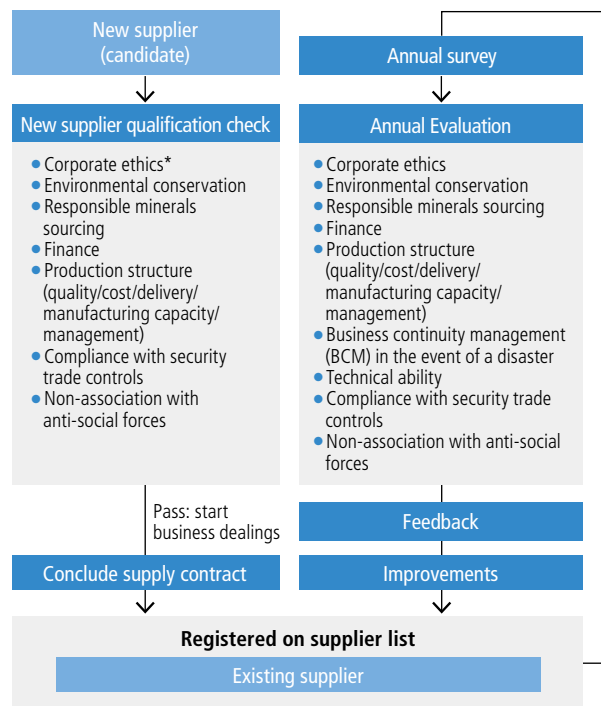 New supplier
(candidate)
New supplier qualification check
● Corporate ethics*
● Environmental conservation
● Responsible minerals
sourcing
● Finance
● Production structure
(quality/cost/delivery/
manufacturing capacity/
management)
● Compliance with security
trade controls
● Non-association with
anti-social forces
Pass: start
business dealings
Conclude supply contract
Annual survey
Annual Evaluation
● Corporate ethics
● Environmental conservation
● Responsible minerals sourcing
● Finance
● Production structure
(quality/cost/delivery/
manufacturing capacity/
management)
● Business continuity management
(BCM) in the event of a disaster
● Technical ability
● Compliance with security trade
controls
● Non-association with anti-social
forces
Feedback
Improvements
Registered on supplier list
Existing supplier